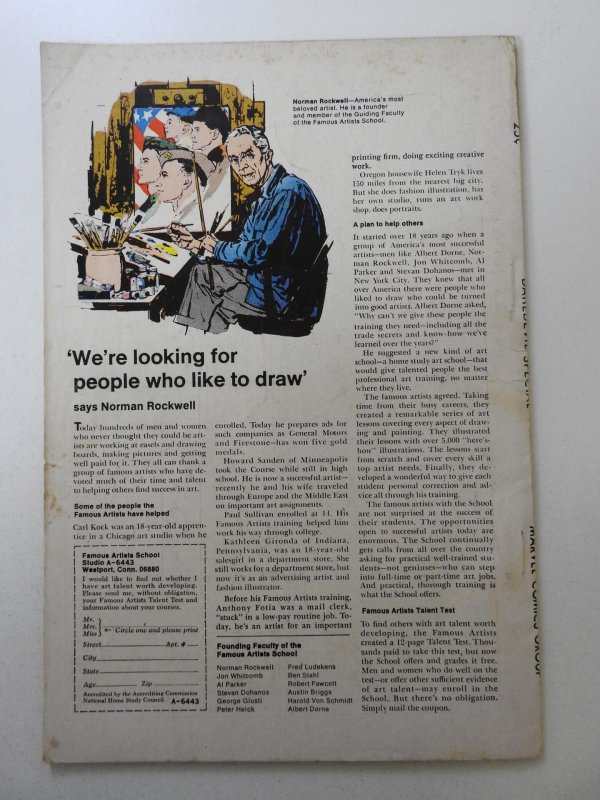 Norman Rockwell—America's most
beloved artist. He is a founder
and member of the Guiding Faculty
of the Famous Artists School.
'We're looking for
people who like to draw'
says Norman Rockwell
Today hundreds of men and women
who never thought they could be art-
ists are working at easels and drawing
boards, making pictures and getting
well paid for it. They all can thank a
group of famous artists who have de-
voted much of their time and talent
to helping others find success in art.
Some of the people the
Famous Artists have helped
Carl Kock was an 18-year-old appren-
tice in a Chicago art studio when he
enrolled. Today he prepares ads for
such companies as General Motors
and Firestone—has won five gold
medals.
Howard Sanden of Minneapolis
took the Course while still in high
school. He is now a successful artist—
recently he and his wife traveled
through Europe and the Middle East
on important art assignments.
Paul Sullivan enrolled at 14. His
Famous Artists training helped him
work his way through college.
Kathleen Gironda of Indiana,
Pennsylvania, was an 18-year-old
salesgirl in a department store. She
still works for a department store, but
now it's as an advertising artist and
fashion illustrator.
Before his Famous Artists training,
Anthony Fotia was a mail clerk,
"stuck" in a low-pay routine job. To-
day, he's an artist for an important
printing firm, doing exciting creative
work.
Oregon housewife Helen Tryk lives
150 miles from the nearest big city.
But she does fashion illustration, has
her own studio, runs an art work
shop, does portraits.
A plan to help others
It started over 18 years ago when a
group of America's most successful
artists—men like Albert Dorne, Nor-
man Rockwell, Jon Whitcomb, Al
Parker and Stevan Dohanos—met in
New York City. They knew that all
over America there were people who
liked to draw who could be turned
into good artists. Albert Dorne asked,
"Why can't we give these people the
training they need—including all the
trade secrets and know-how we've
learned over the years?"
He suggested a new kind of art
school—a home study art school—that
would give talented people the best
professional art training, no matter
where they live.
The famous artists agreed. Taking
time from their busy careers, they
created a remarkable series of art
lessons covering every aspect of draw-
ing and painting. They illustrated
their lessons with over 5,000 "here's-
how" illustrations. The lessons start
from scratch and cover every skill a
top artist needs. Finally, they de-
veloped a wonderful way to give each
student personal correction and ad-
vice all through his training.
The famous artists with the School
are not surprised at the success of
their students. The opportunities
open to successful artists today are
enormous. The School continually
gets calls from all over the country
asking for practical well-trained stu-
dents—not geniuses—who can step
into full-time or part-time art jobs.
And practical, thorough training is
what the School offers.
Famous Artists Talent Test
To find others with art talent worth
developing, the Famous Artists
created a 12-page Talent Test. Thou-
sands paid to take this test, but now
the School offers and grades it free.
Men and women who do well on the
test—or offer other sufficient evidence
of art talent—may enroll in the
School. But there's no obligation.
Simply mail the coupon.
Famous Artists School
Studio A-6443
Westport, Conn. 06880
I would like to find out whether I
have art talent worth developing.
Please send me, without obligation,
your Famous Artists Talent Test and
information about your courses.
Mr.
Mrs.
Miss
Circle one and please print
Street Apt. #
City
State
Age Zip
Accredited by the Accrediting Commission
National Home Study Council A-6443
Founding Faculty of the
Famous Artists School
Norman Rockwell
Jon Whitcomb
Al Parker
Stevan Dohanos
George Giusti
Peter Helck
Fred Ludekens
Ben Stahl
Robert Fawcett
Austin Briggs
Harold Von Schmidt
Albert Dorne
25¢
MARVEL COMICS GROUP